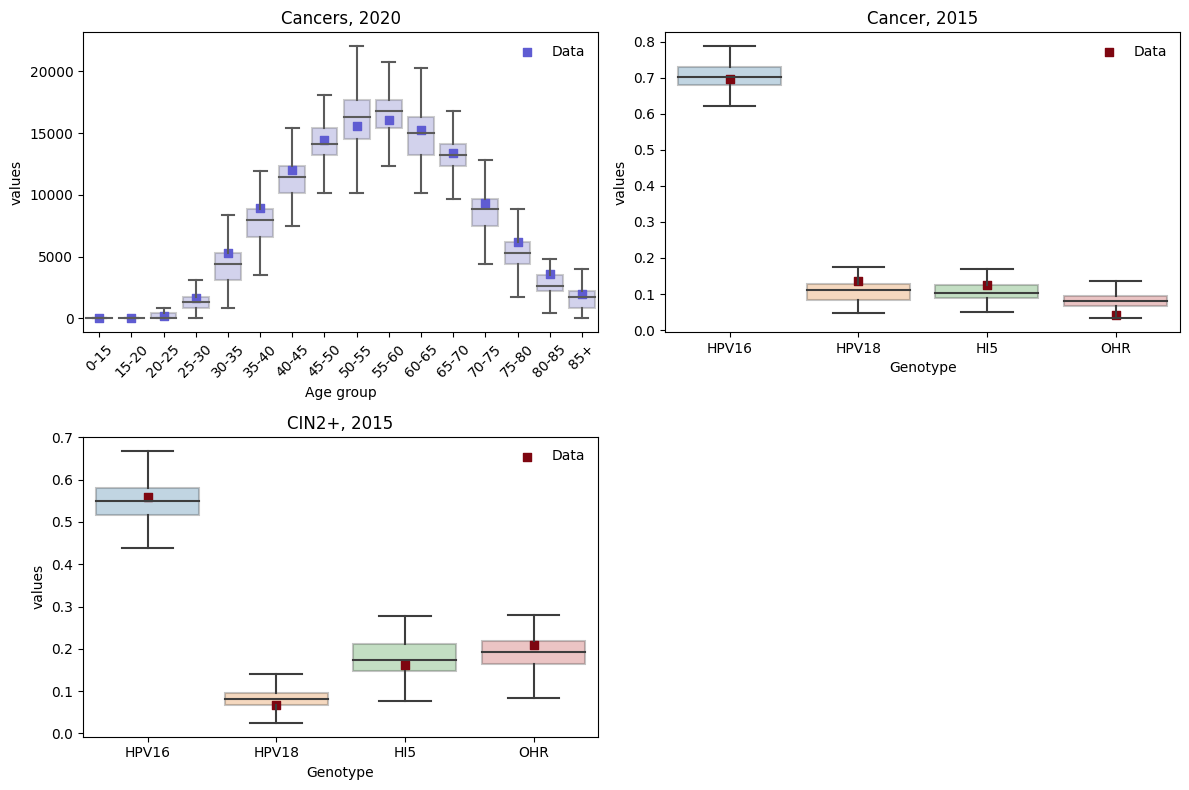 Cancers, 2020
Data
values
20000
15000
10000
5000
0
0-15 15-20 20-25 25-30 30-35 35-40 40-45 45-50 50-55 55-60 60-65 65-70 70-75 75-80 80-85 85+
Age group
Cancer, 2015
Data
values
0.8
0.7
0.6
0.5
0.4
0.3
0.2
0.1
0.0
HPV16 HPV18 HI5 OHR
Genotype
CIN2+, 2015
Data
values
0.7
0.6
0.5
0.4
0.3
0.2
0.1
0.0
HPV16 HPV18 HI5 OHR
Genotype